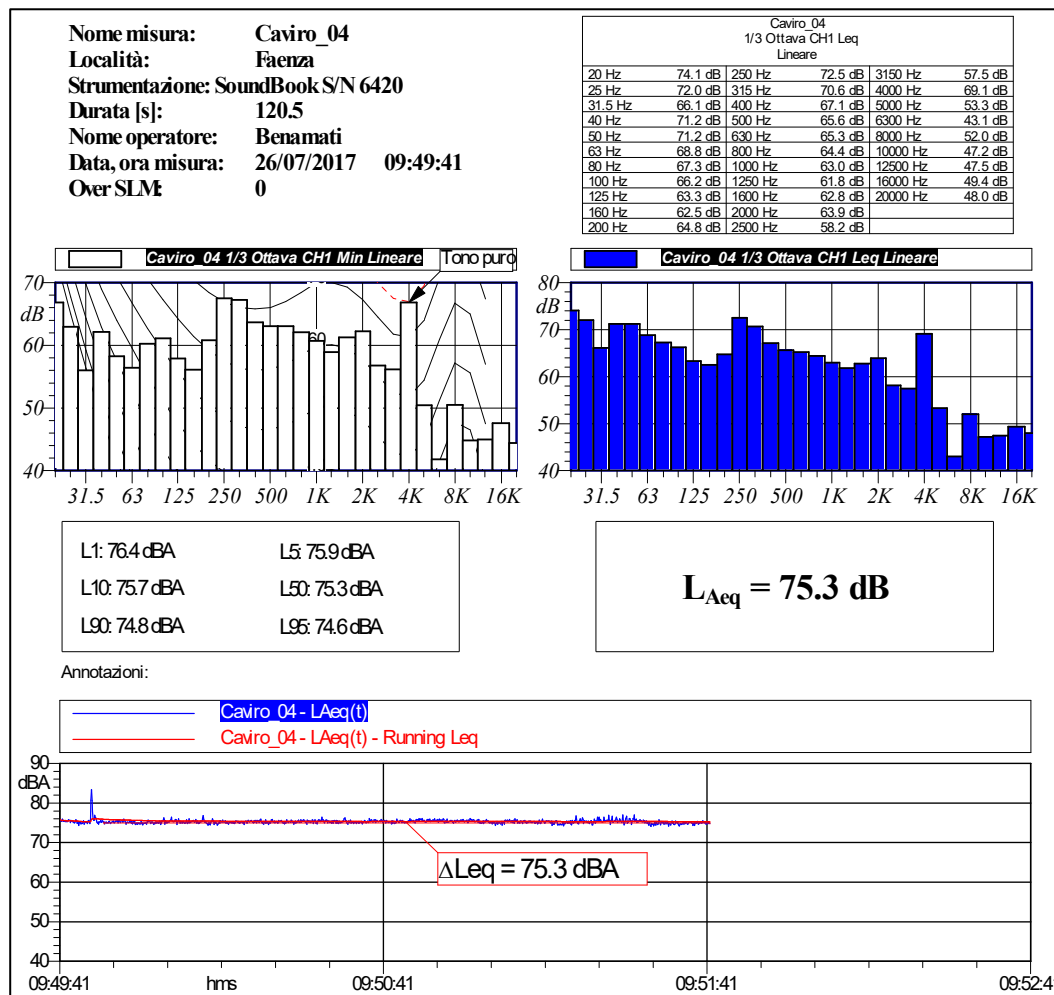 Nome misura: Caviro_04
Località: Faenza
Strumentazione: SoundBook S/N 6420
Durata [s]: 120.5
Nome operatore: Benamati
Data, ora misura: 26/07/2017 09:49:41
Over SLM: 0
Caviro_04
1/3 Ottava CH1 Leq
Lineare
20 Hz 74.1 dB 250 Hz 72.5 dB 3150 Hz 57.5 dB
25 Hz 72.0 dB 315 Hz 70.6 dB 4000 Hz 69.1 dB
31.5 Hz 66.1 dB 400 Hz 67.1 dB 5000 Hz 53.3 dB
40 Hz 71.2 dB 500 Hz 65.6 dB 6300 Hz 43.1 dB
50 Hz 71.2 dB 630 Hz 65.3 dB 8000 Hz 52.0 dB
63 Hz 68.8 dB 800 Hz 64.4 dB 10000 Hz 47.2 dB
80 Hz 67.3 dB 1000 Hz 63.0 dB 12500 Hz 47.5 dB
100 Hz 66.2 dB 1250 Hz 61.8 dB 16000 Hz 49.4 dB
125 Hz 63.3 dB 1600 Hz 62.8 dB 20000 Hz 48.0 dB
160 Hz 62.5 dB 2000 Hz 63.9 dB
200 Hz 64.8 dB 2500 Hz 58.2 dB
Caviro_04 1/3 Ottava CH1 Min Lineare
Tono puro
70
dB
60
50
40
60
31.5 63 125 250 500 1K 2K 4K 8K 16K
Caviro_04 1/3 Ottava CH1 Leq Lineare
80
dB
70
60
50
40
31.5 63 125 250 500 1K 2K 4K 8K 16K
L1: 76.4 dBA L5: 75.9 dBA
L10: 75.7 dBA L50: 75.3 dBA
L90: 74.8 dBA L95: 74.6 dBA
LAeq = 75.3 dB
Annotazioni:
Caviro_04 - LAeq(t)
Caviro_04 - LAeq(t) - Running Leq
90
dBA
80
70
60
50
40
ΔLeq = 75.3 dBA
09:49:41 hms 09:50:41 09:51:41 09:52:41